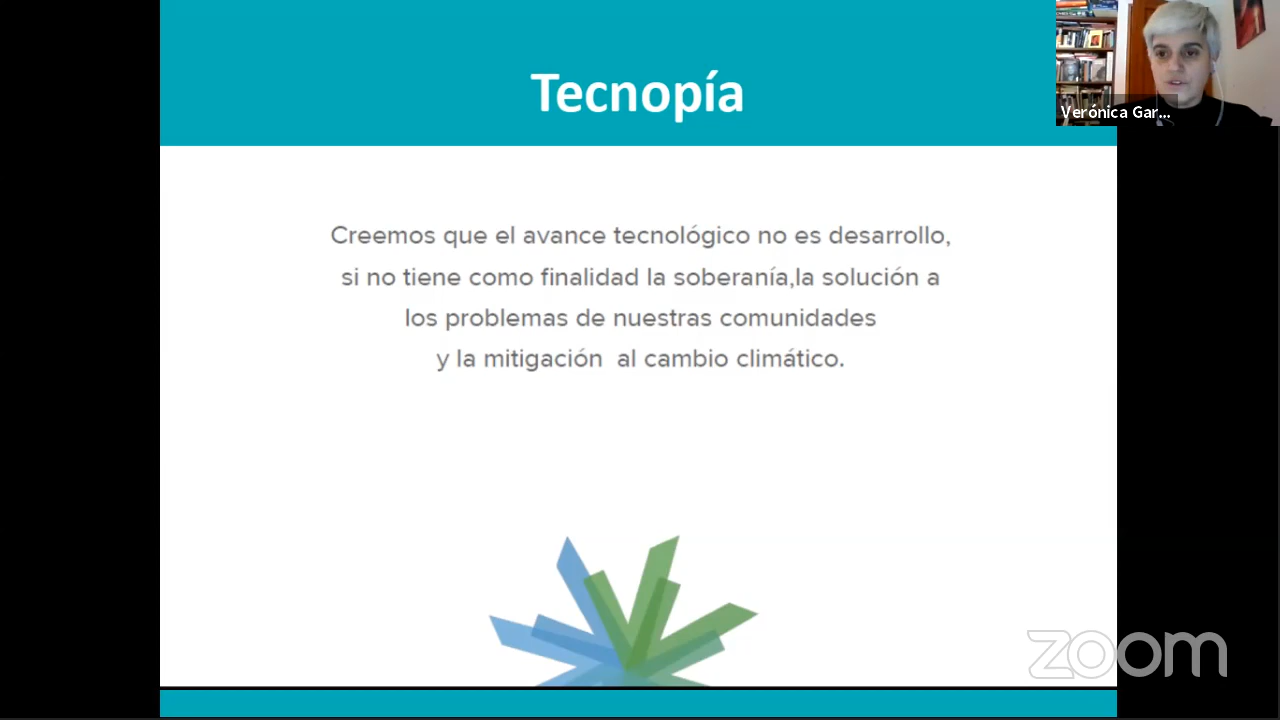 Tecnopía
Verónica Gar...
Creemos que el avance tecnológico no es desarrollo,
si no tiene como finalidad la soberanía,la solución a
los problemas de nuestras comunidades
y la mitigación al cambio climático.
zoom